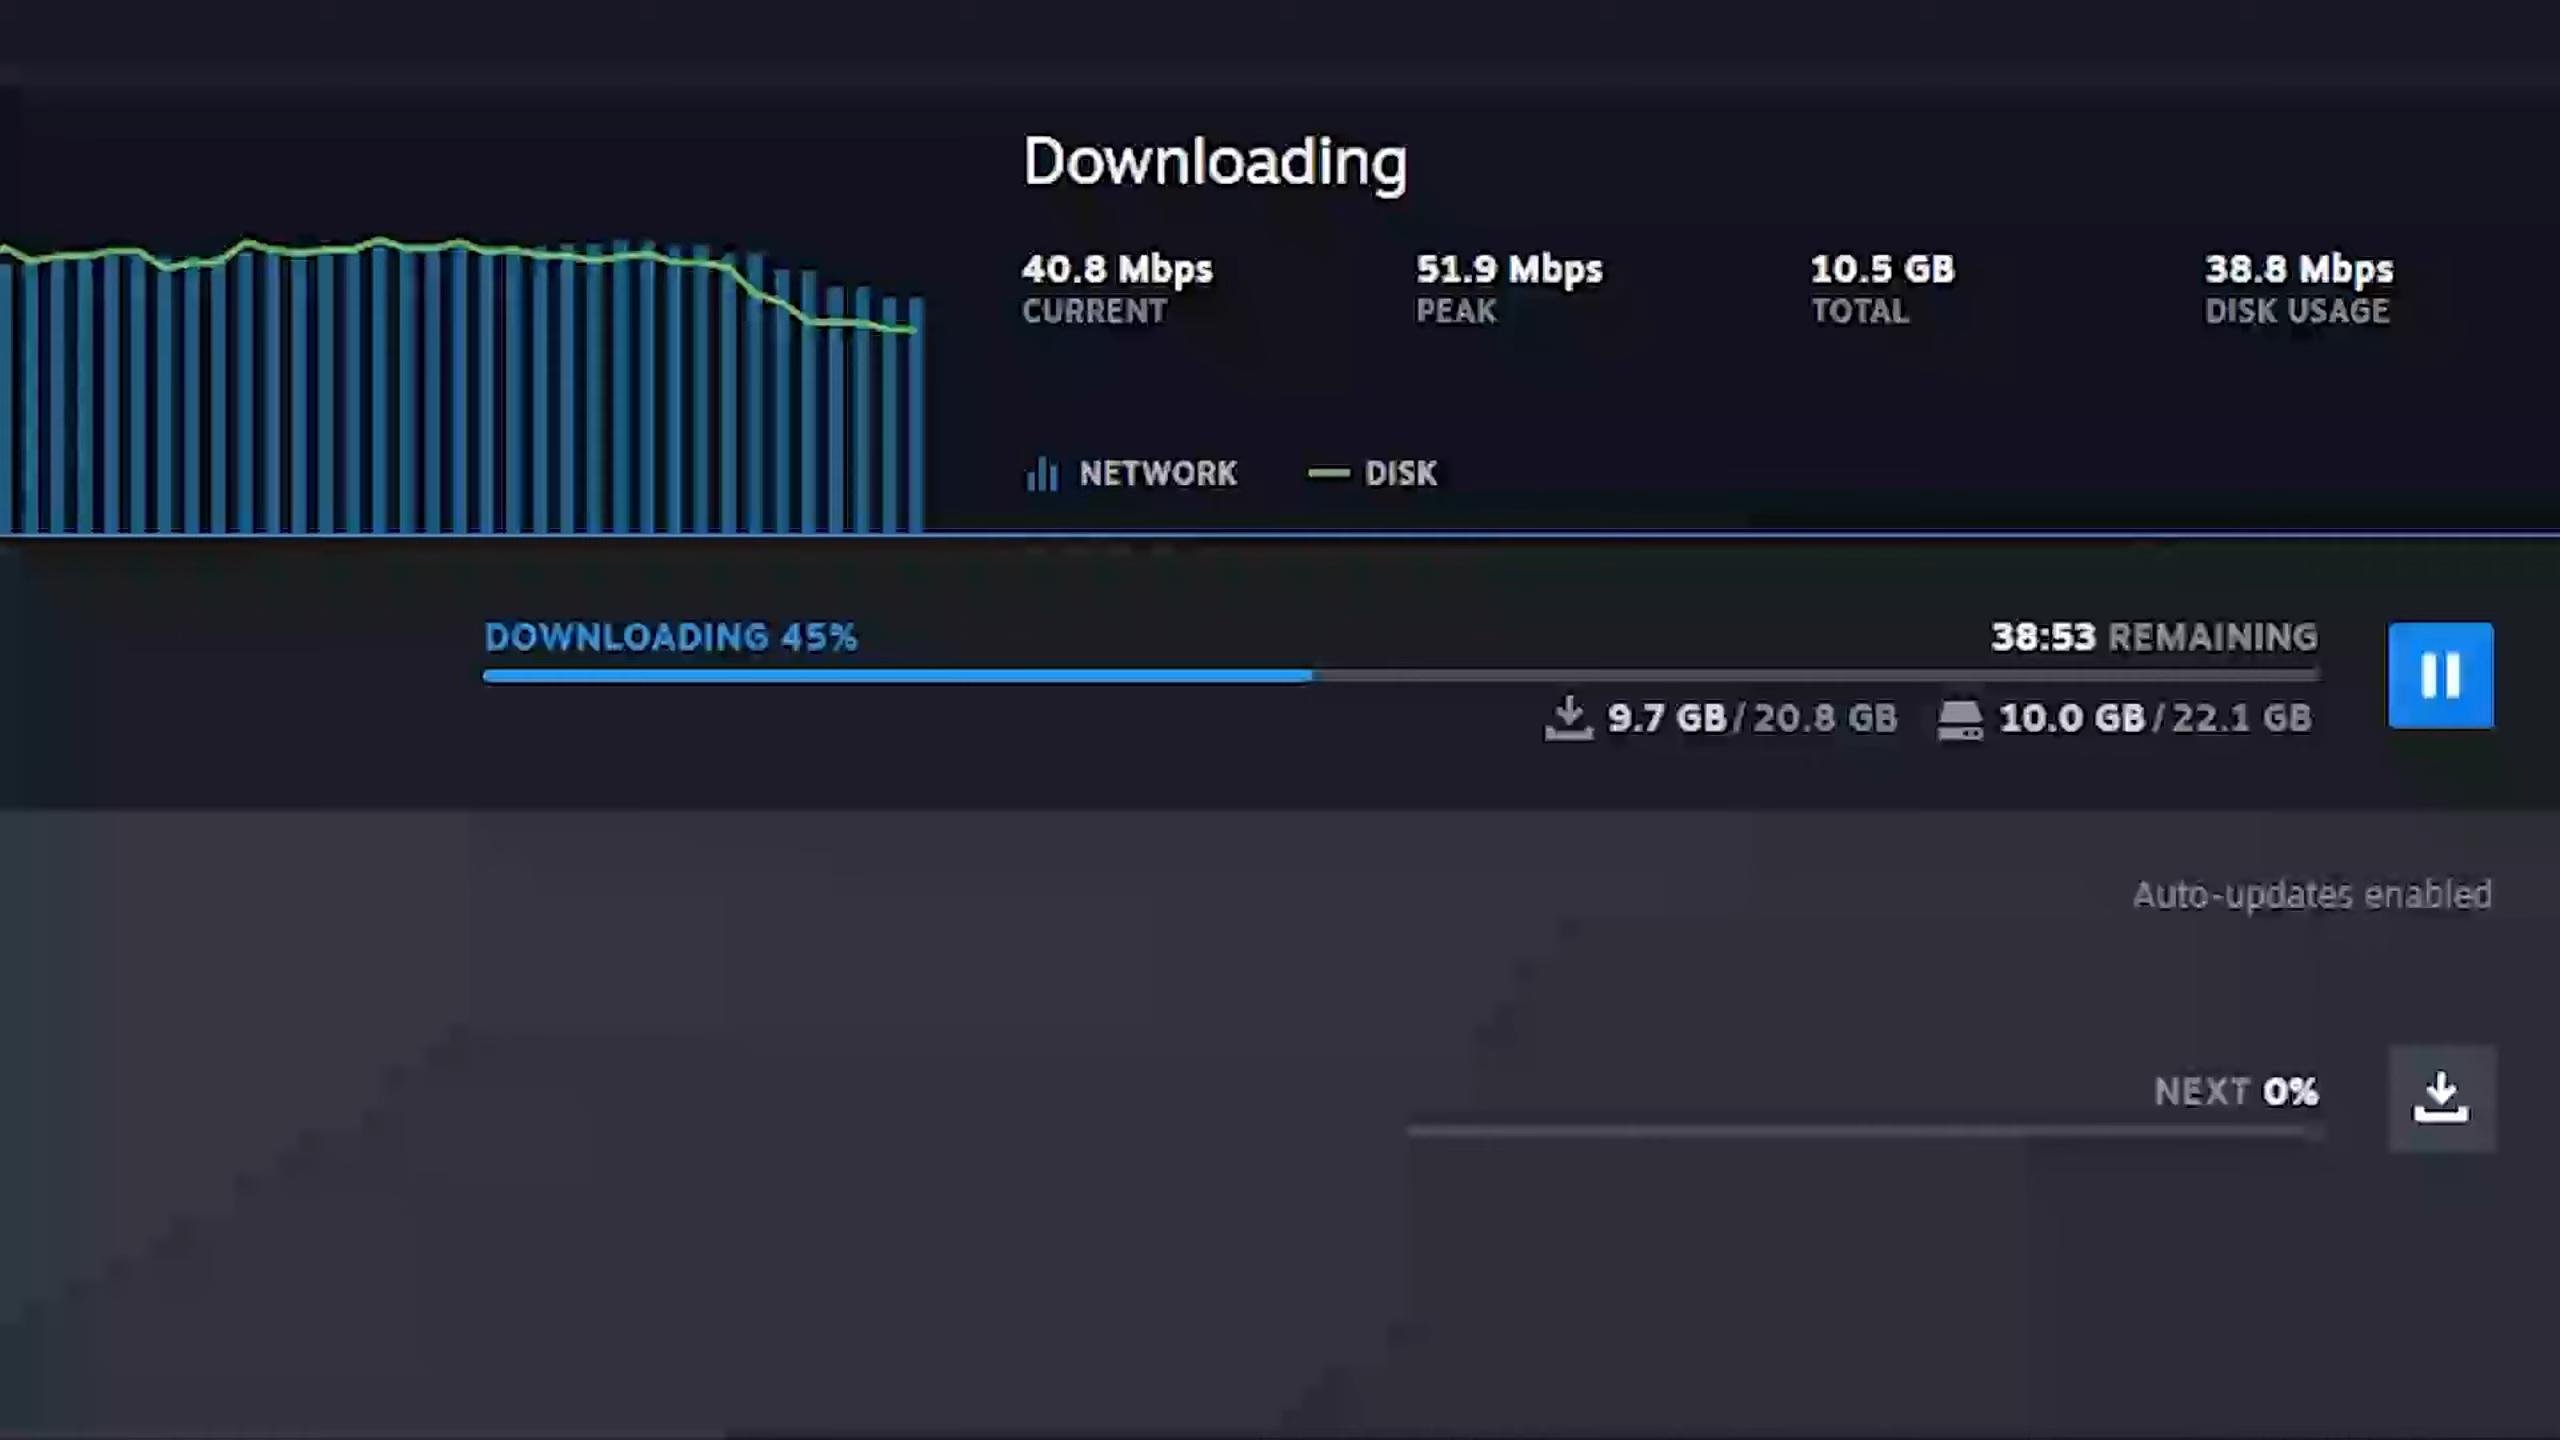 Downloading
40.8 Mbps 51.9 Mbps 10.5 GB 38.8 Mbps
CURRENT PEAK TOTAL DISK USAGE
NETWORK DISK
DOWNLOADING 45% 38:53 REMAINING
9.7 GB/20.8 GB 10.0 GB/22.1 GB
Auto-updates enabled
NEXT 0%